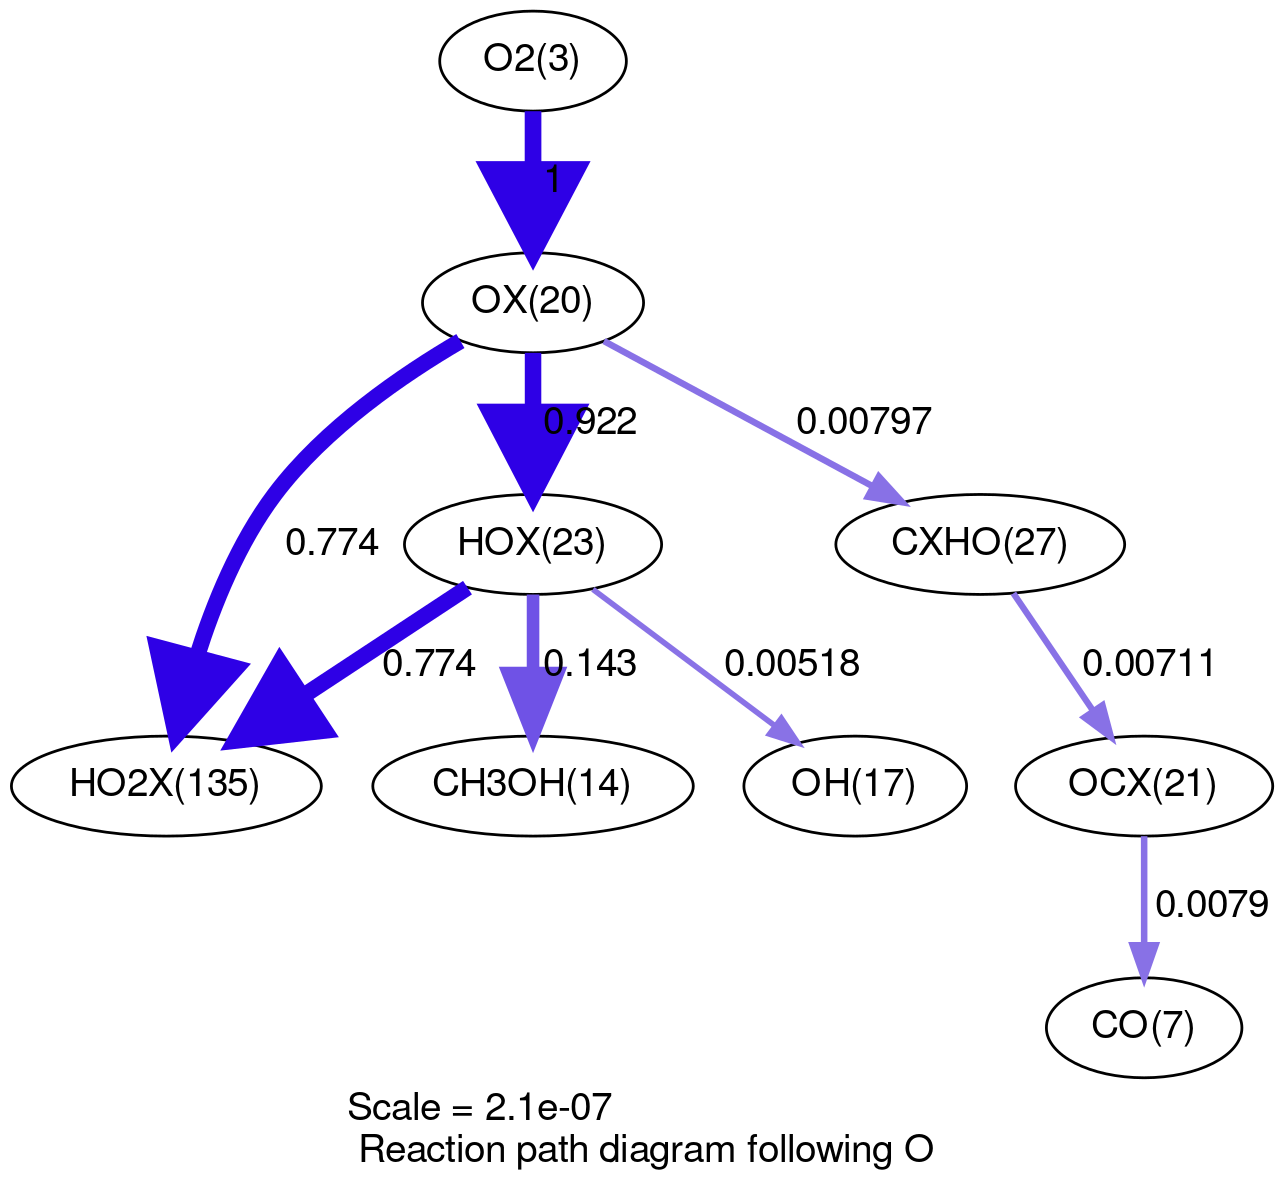 O2(3)
1
OX(20)
0.922
0.00797
0.774
HOX(23)
CXHO(27)
0.774
0.143
0.00518
0.00711
HO2X(135)
CH3OH(14)
OH(17)
OCX(21)
0.0079
CO(7)
Scale = 2.1e-07
Reaction path diagram following O